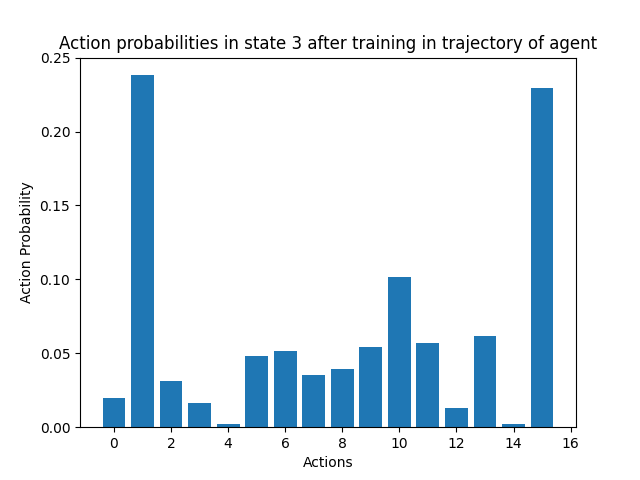 Action probabilities in state 3 after training in trajectory of agent
0.25
0.20
0.15
0.10
0.05
0.00
Action Probability
0 2 4 6 8 10 12 14 16
Actions